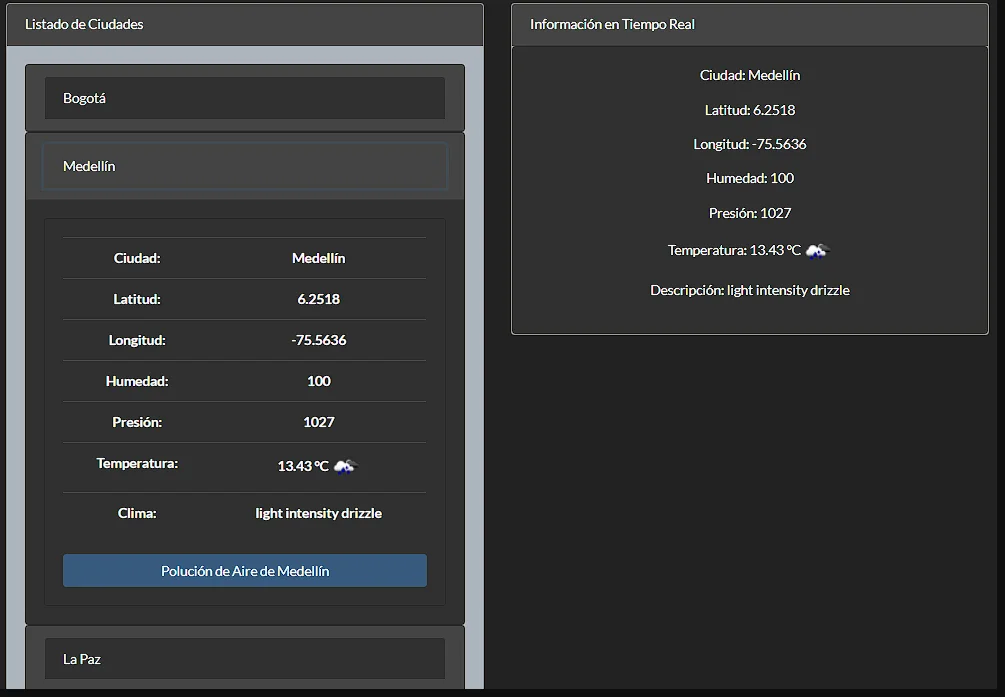 Listado de Ciudades
Bogotá
Medellín
Ciudad: Medellín
Latitud: 6.2518
Longitud: -75.5636
Humedad: 100
Presión: 1027
Temperatura: 13.43 ºC
Clima: light intensity drizzle
Polución de Aire de Medellín
La Paz
Información en Tiempo Real
Ciudad: Medellín
Latitud: 6.2518
Longitud: -75.5636
Humedad: 100
Presión: 1027
Temperatura: 13.43 ºC
Descripción: light intensity drizzle